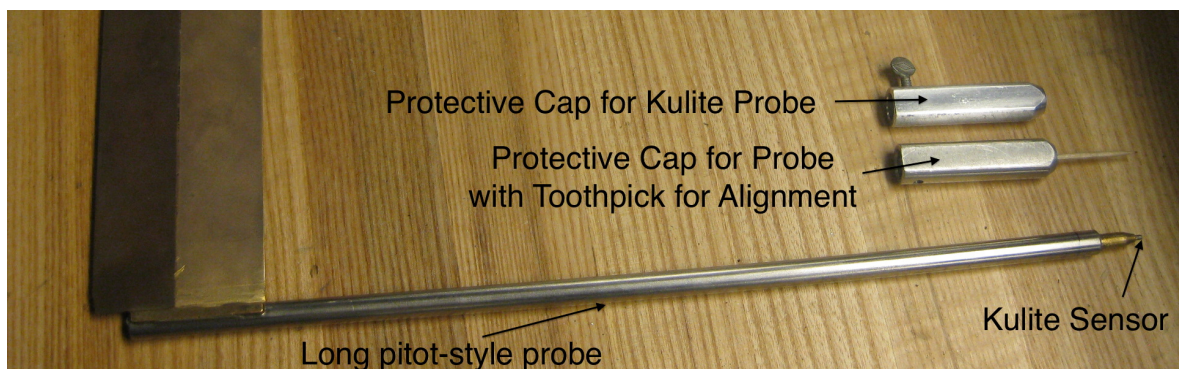 Protective Cap for Kulite Probe
Protective Cap for Probe
with Toothpick for Alignment
Kulite Sensor
Long pitot-style probe